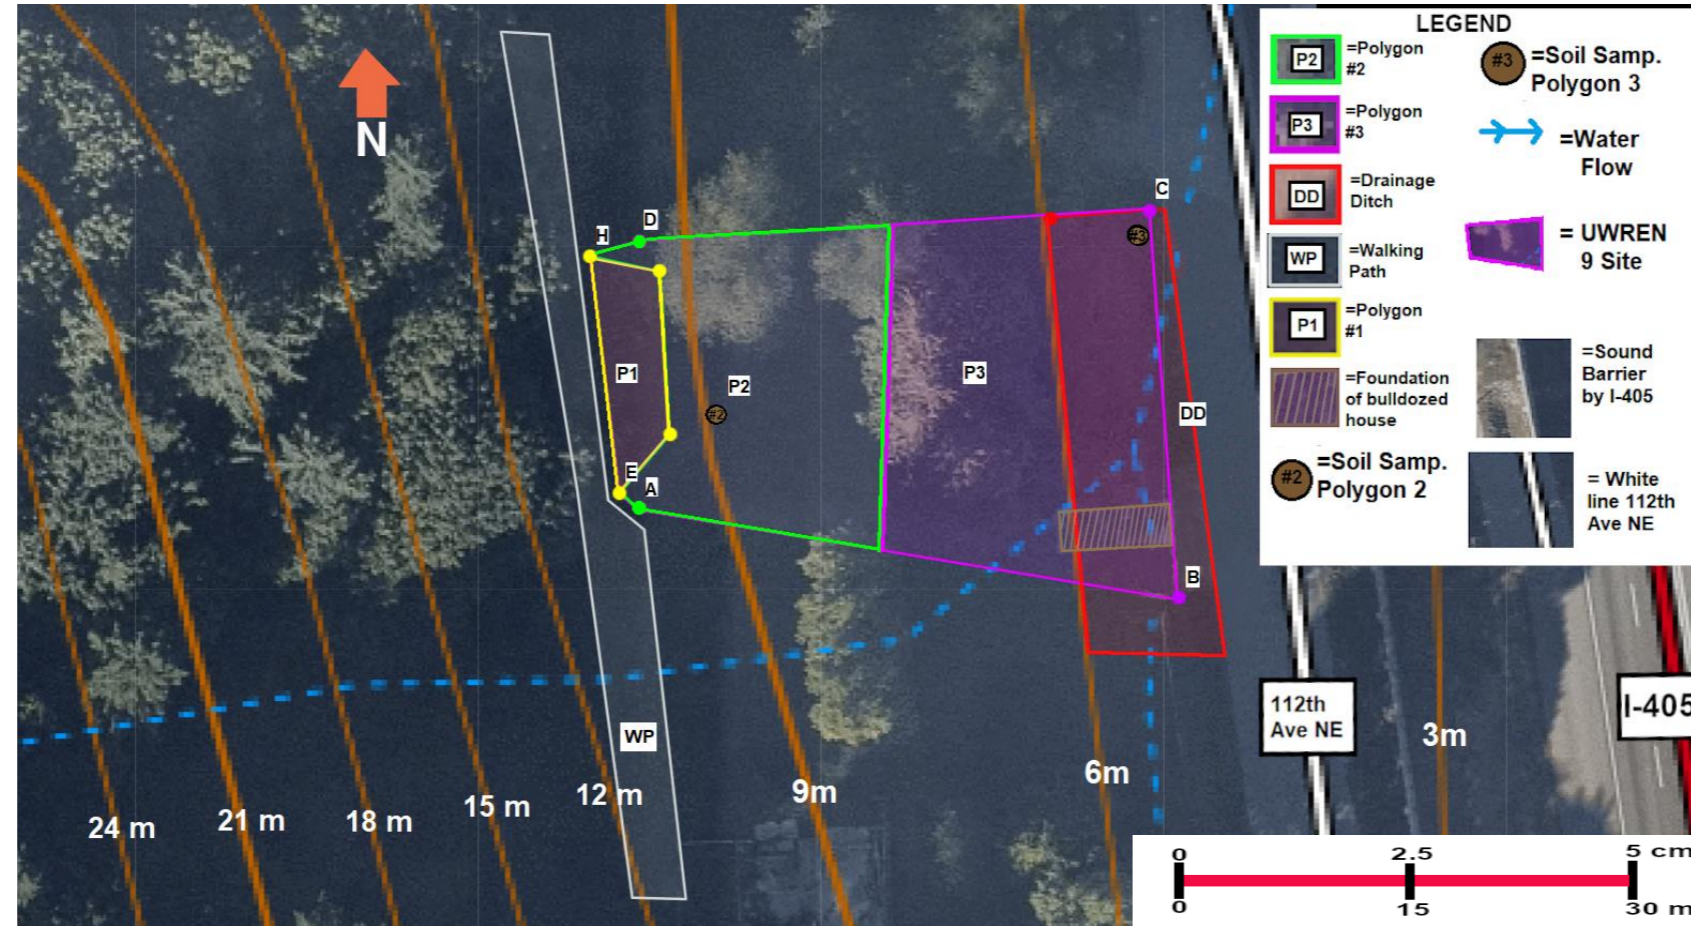 N
H
D
C
P1
P2
P3
#2
#3
DD
E
A
B
WP
24 m
21 m
18 m
15 m
12 m
9m
6m
3m
112th
Ave NE
I-405
LEGEND
P2
=Polygon
#2
P3
=Polygon
#3
DD
=Drainage
Ditch
WP
=Walking
Path
P1
=Polygon
#1
=Foundation
of bulldozed
house
#2
=Soil Samp.
Polygon 2
#3
=Soil Samp.
Polygon 3
=Water
Flow
= UWREN
9 Site
=Sound
Barrier
by I-405
= White
line 112th
Ave NE
0 2.5 5 cm
0 15 30 m